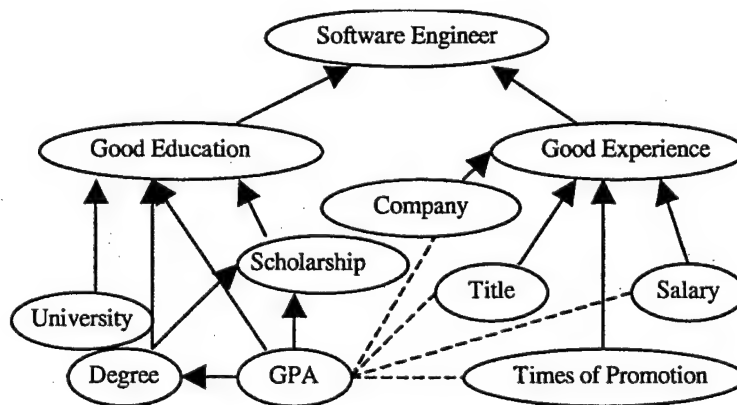 Software Engineer
Good Education
Good Experience
Company
Scholarship
Title
Salary
University
Degree
GPA
Times of Promotion